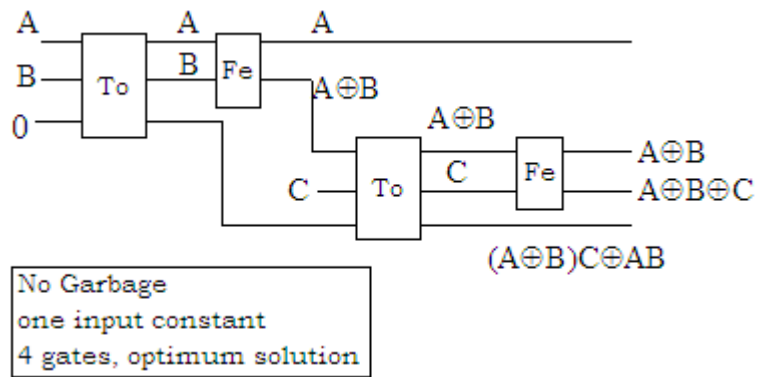 A A A
B B
To Fe
0
A⊕B
A⊕B
C C
To Fe
A⊕B
A⊕B⊕C
(A⊕B)C⊕AB
No Garbage
one input constant
4 gates, optimum solution